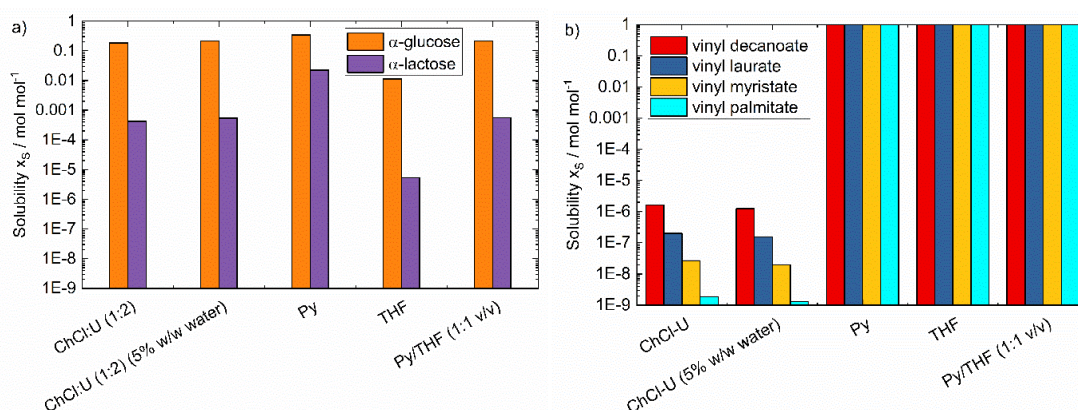 a)
Solubility x_S / mol mol^-1
1
0.1
0.01
0.001
1E-4
1E-5
1E-6
1E-7
1E-8
1E-9
α-glucose
α-lactose
ChCl:U (1:2)
ChCl:U (1:2) (5% w/w water)
Py
THF
Py/THF (1:1 v/v)
b)
Solubility x_S / mol mol^-1
1
0.1
0.01
0.001
1E-4
1E-5
1E-6
1E-7
1E-8
1E-9
vinyl decanoate
vinyl laurate
vinyl myristate
vinyl palmitate
ChCl-U
ChCl-U (5% w/w water)
Py
THF
Py/THF (1:1 v/v)